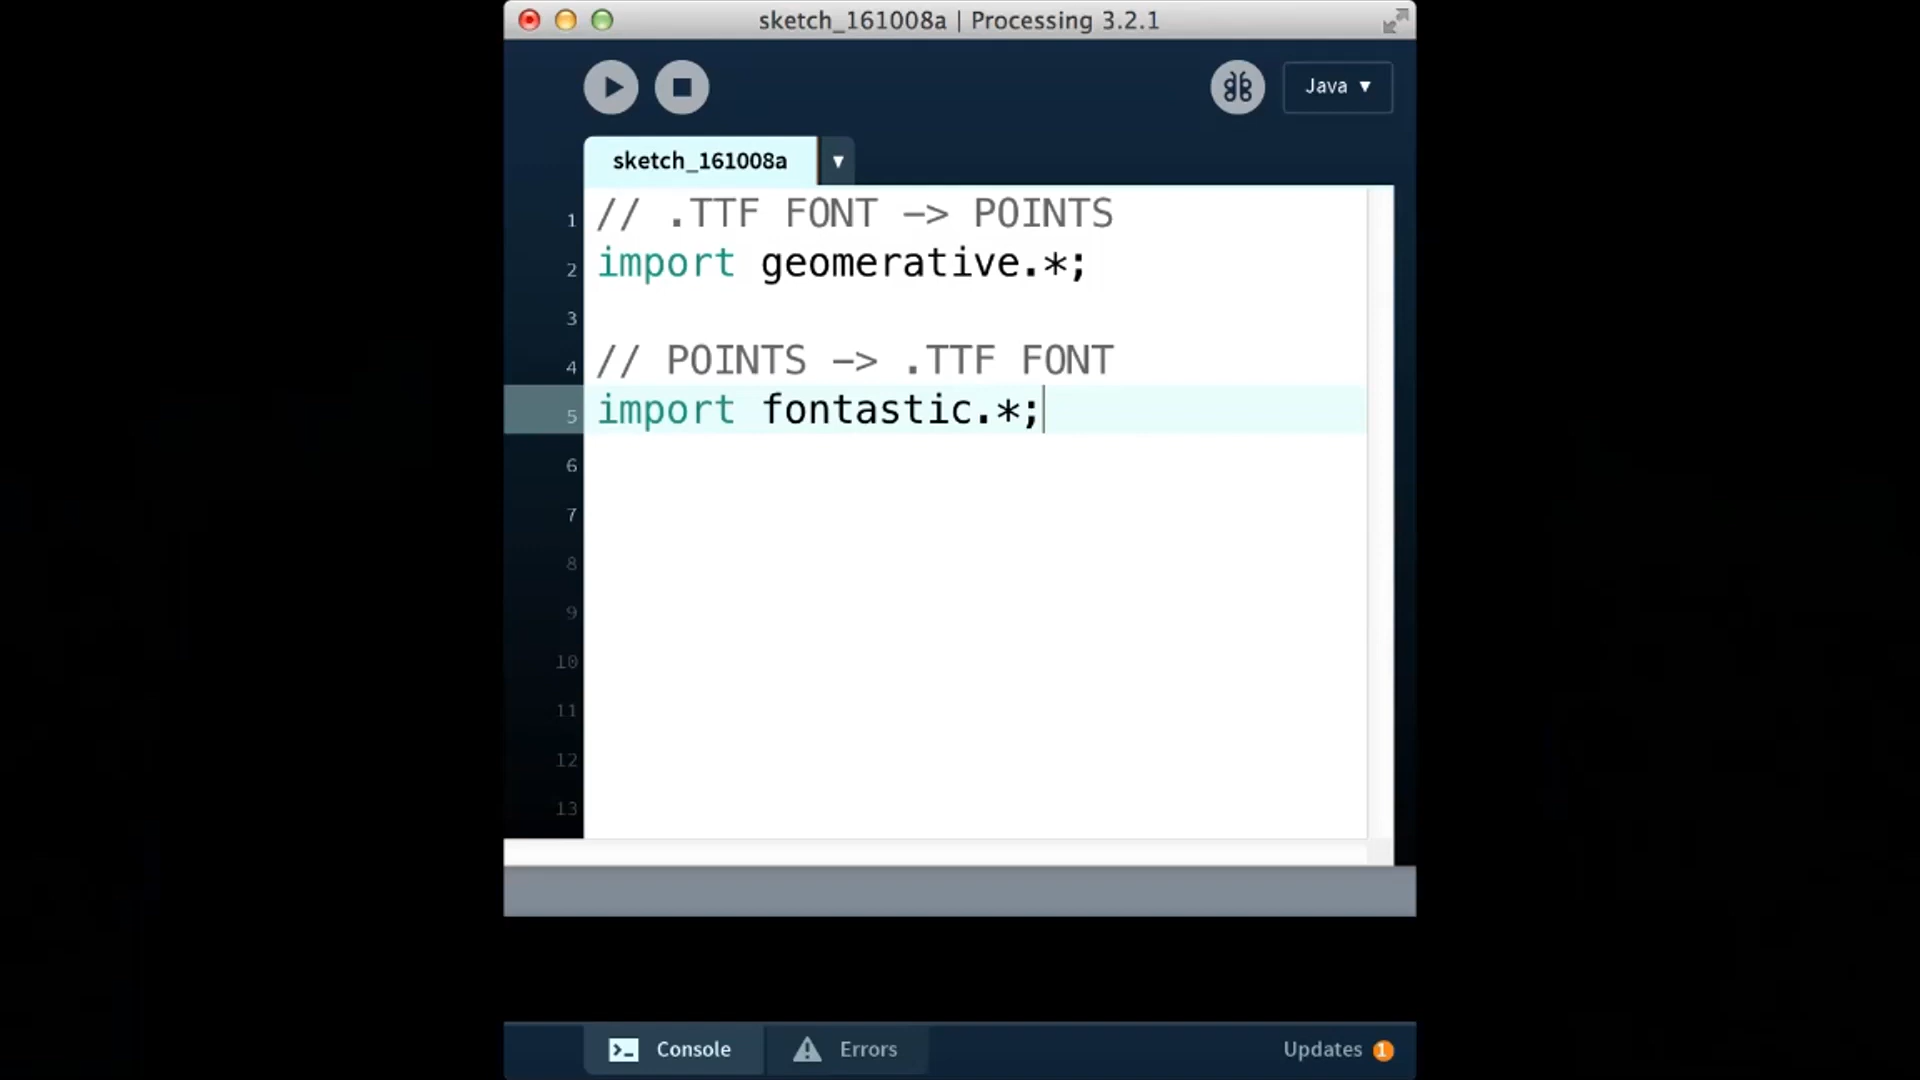 sketch_161008a | Processing 3.2.1
Java ▼
sketch_161008a ▼
1 // .TTF FONT –> POINTS
2 import geomerative.*;
3
4 // POINTS –> .TTF FONT
5 import fontastic.*;
6
7
8
9
10
11
12
13
Console Errors Updates 1